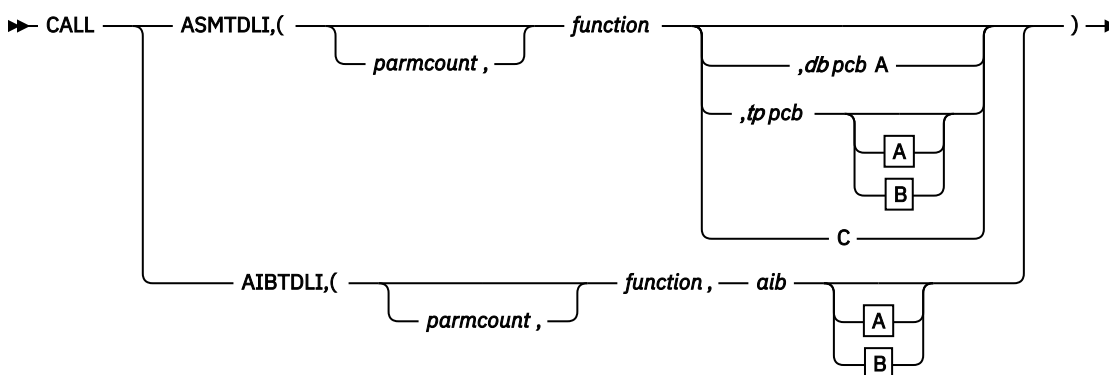 CALL ASMTDLI,( function )
parmcount ,
,db pcb A
,tp pcb
A
B
C
AIBTDLI,( function , aib
parmcount ,
A
B